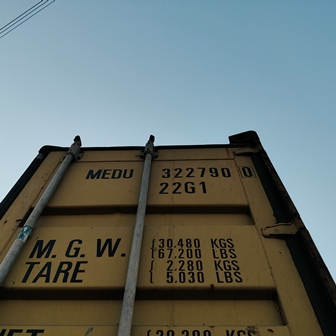 MEDU 322790 0
22G1
M. G. W. { 30.480 KGS
{ 67.200 LBS
TARE { 2.280 KGS
{ 5.030 LBS